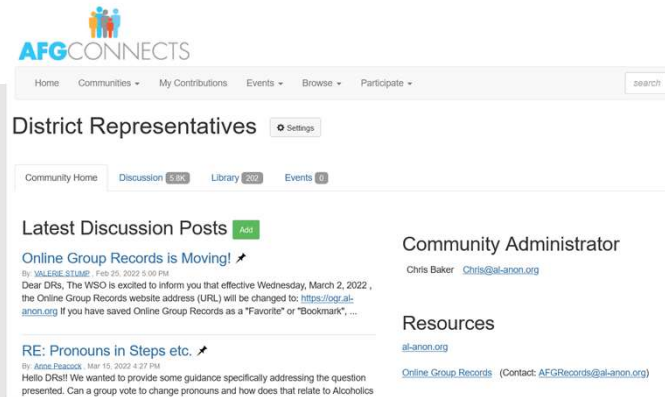 AFGCONNECTS
Home Communities My Contributions Events Browse Participate search
District Representatives Settings
Community Home Discussion 5.8K Library 202 Events 0
Latest Discussion Posts Add
Online Group Records is Moving!
By: VALERIE STUMP , Feb 25, 2022 5:00 PM
Dear DRs, The WSO is excited to inform you that effective Wednesday, March 2, 2022 ,
the Online Group Records website address (URL) will be changed to; https://ogr.al-
anon.org If you have saved Online Group Records as a "Favorite" or "Bookmark", ...
RE: Pronouns in Steps etc.
By: Anne Peacock , Mar 15, 2022 4:27 PM
Hello DRs!! We wanted to provide some guidance specifically addressing the question
presented. Can a group vote to change pronouns and how does that relate to Alcoholics
Community Administrator
Chris Baker Chris@al-anon.org
Resources
al-anon.org
Online Group Records (Contact: AFGRecords@al-anon.org)